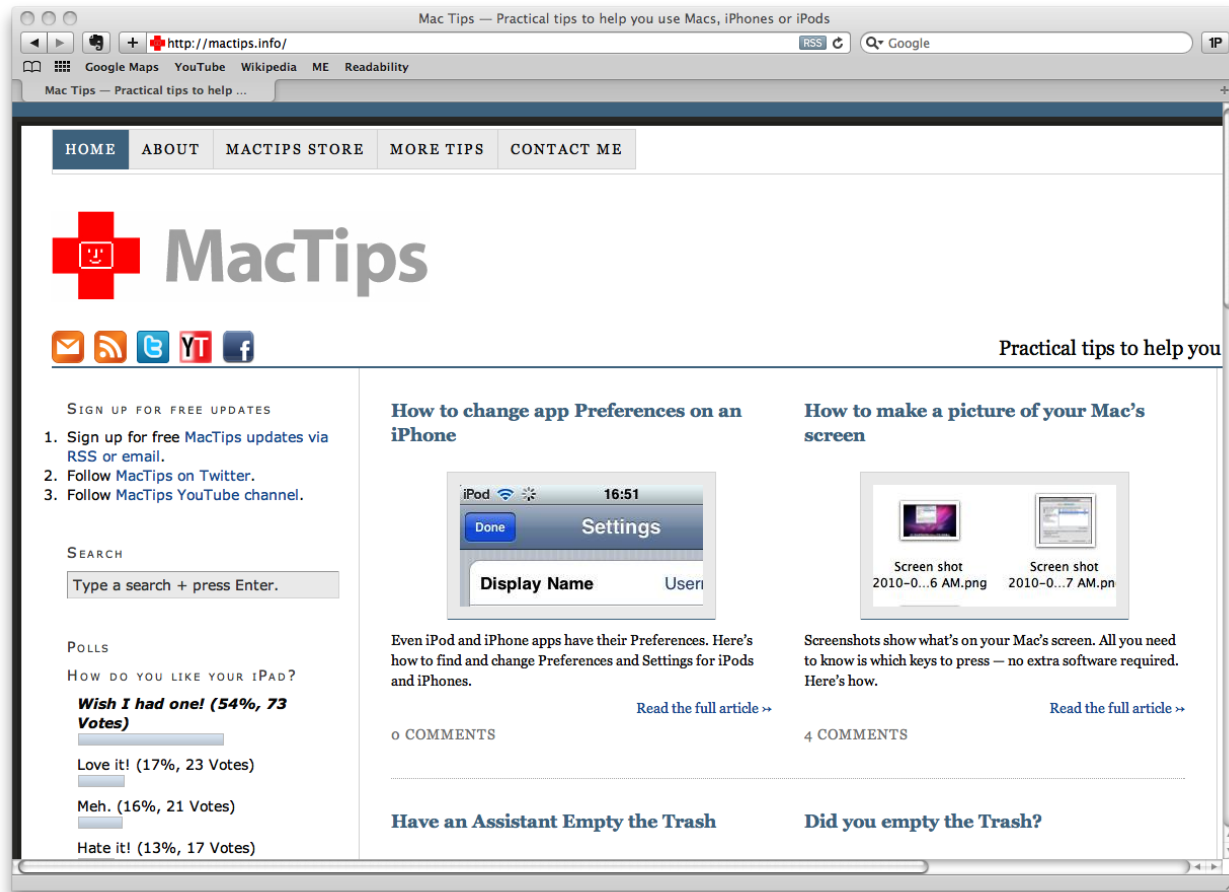 Mac Tips — Practical tips to help you use Macs, iPhones or iPods
http://mactips.info/
RSS
Google
1P
Google Maps YouTube Wikipedia ME Readability
Mac Tips — Practical tips to help ...
HOME ABOUT MACTIPS STORE MORE TIPS CONTACT ME
MacTips
YT
Practical tips to help you
SIGN UP FOR FREE UPDATES
1. Sign up for free MacTips updates via
RSS or email.
2. Follow MacTips on Twitter.
3. Follow MacTips YouTube channel.
SEARCH
Type a search + press Enter.
POLLS
HOW DO YOU LIKE YOUR IPAD?
Wish I had one! (54%, 73
Votes)
Love it! (17%, 23 Votes)
Meh. (16%, 21 Votes)
Hate it! (13%, 17 Votes)
How to change app Preferences on an
iPhone
iPod 16:51
Done Settings
Display Name Usern
Even iPod and iPhone apps have their Preferences. Here's
how to find and change Preferences and Settings for iPods
and iPhones.
Read the full article ↣
0 COMMENTS
How to make a picture of your Mac's
screen
Screen shot
2010-0...6 AM.png
Screen shot
2010-0...7 AM.pn
Screenshots show what's on your Mac's screen. All you need
to know is which keys to press — no extra software required.
Here's how.
Read the full article ↣
4 COMMENTS
Have an Assistant Empty the Trash
Did you empty the Trash?